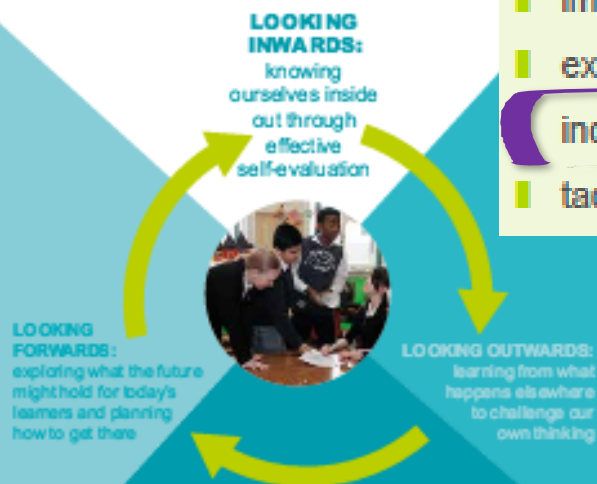 LOOKING
INWARDS:
knowing
ourselves inside
out through
effective
self-evaluation
LOOKING
FORWARDS:
exploring what the future
might hold for today's
learners and planning
how to get there
LOOKING OUTWARDS:
learning from what
happens elsewhere
to challenge our
own thinking